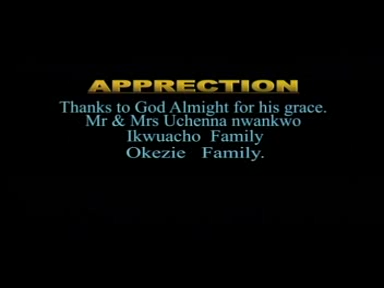 APPRECTION
Thanks to God Almight for his grace.
Mr & Mrs Uchenna nwankwo
Ikwuacho Family
Okezie Family.